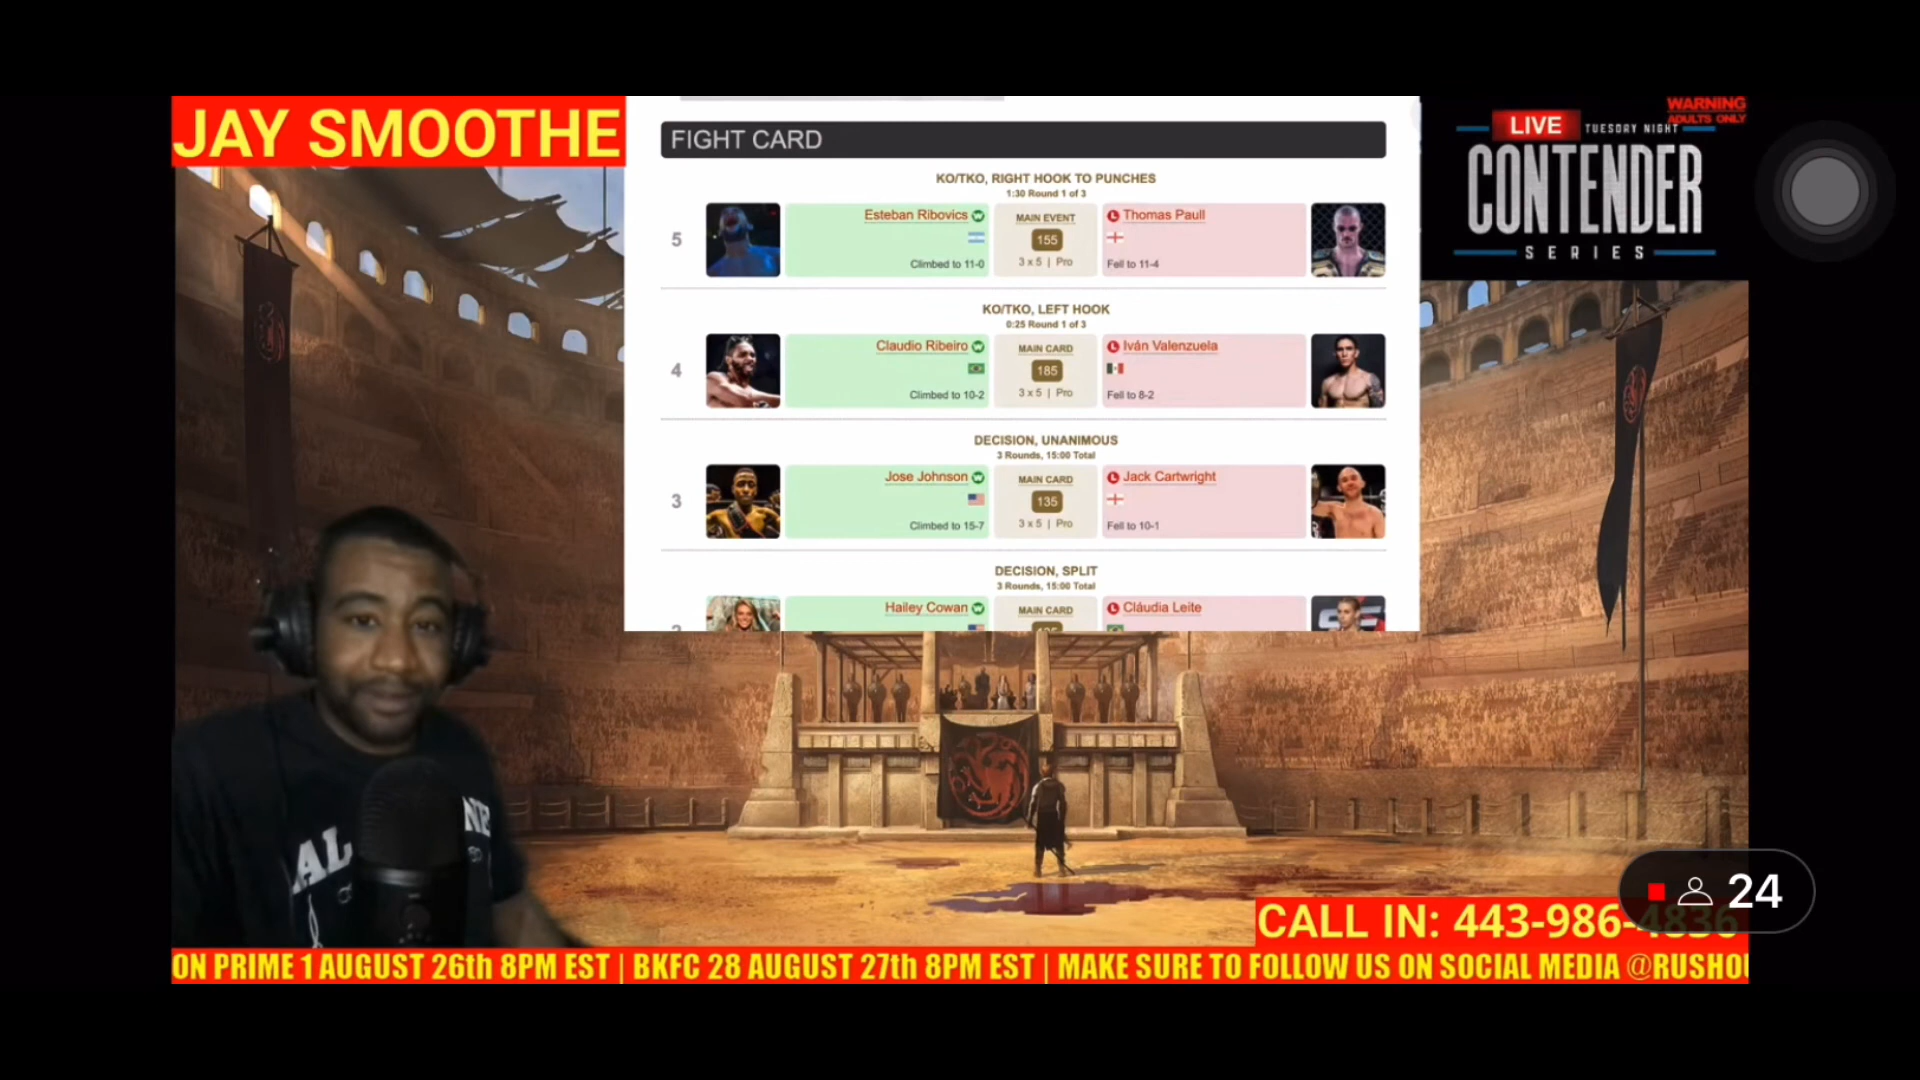 JAY SMOOTHE
FIGHT CARD
KO/TKO, RIGHT HOOK TO PUNCHES
1:30 Round 1 of 3
5
Esteban Ribovics W
MAIN EVENT
L Thomas Paull
155
Climbed to 11-0
3 x 5 | Pro
Fell to 11-4
KO/TKO, LEFT HOOK
0:25 Round 1 of 3
4
Claudio Ribeiro W
MAIN CARD
L Iván Valenzuela
185
Climbed to 10-2
3 x 5 | Pro
Fell to 8-2
DECISION, UNANIMOUS
3 Rounds, 15:00 Total
3
Jose Johnson W
MAIN CARD
L Jack Cartwright
135
Climbed to 15-7
3 x 5 | Pro
Fell to 10-1
DECISION, SPLIT
3 Rounds, 15:00 Total
Hailey Cowan W
MAIN CARD
L Cláudia Leite
WARNING
ADULTS ONLY
LIVE TUESDAY NIGHT
CONTENDER
SERIES
AL
NE
24
CALL IN: 443-986-4836
ON PRIME 1 AUGUST 26th 8PM EST | BKFC 28 AUGUST 27th 8PM EST | MAKE SURE TO FOLLOW US ON SOCIAL MEDIA @RUSHO